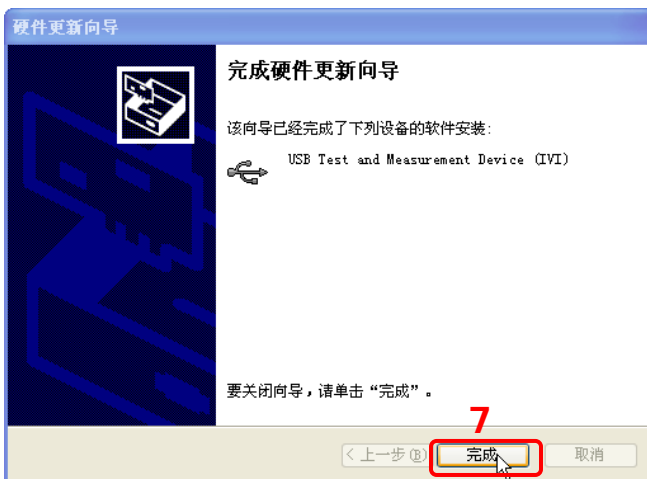 硬件更新向导
完成硬件更新向导
该向导已经完成了下列设备的软件安装:
USB Test and Measurement Device (IVI)
要关闭向导，请单击“完成”。
7
< 上一步(B) 完成 取消